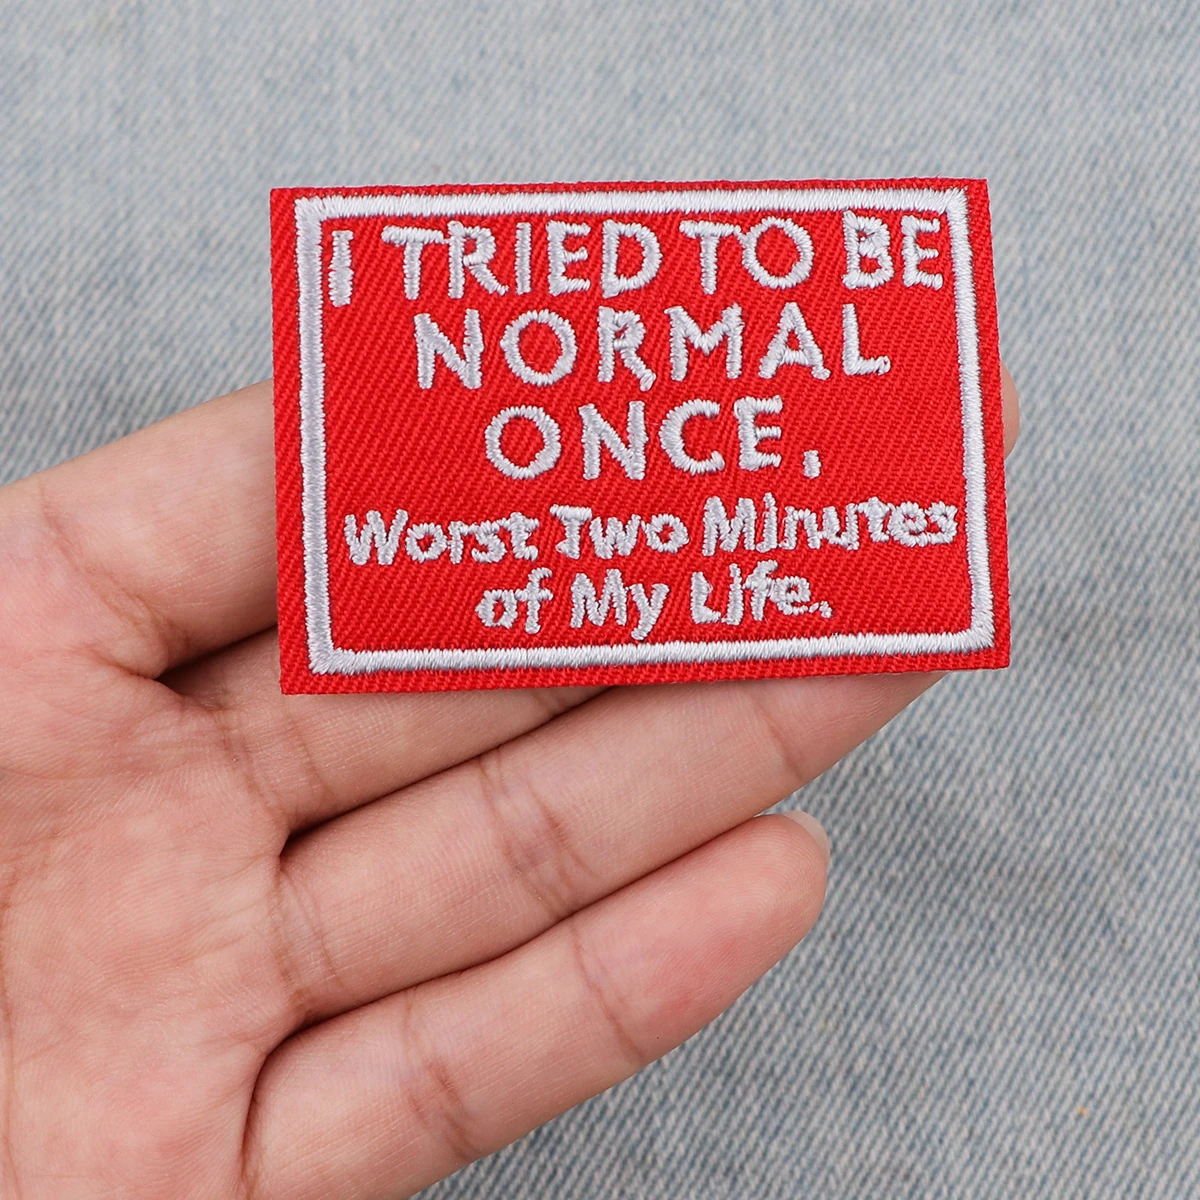 I TRIED TO BE
NORMAL
ONCE.
Worst Two Minutes
of My Life.